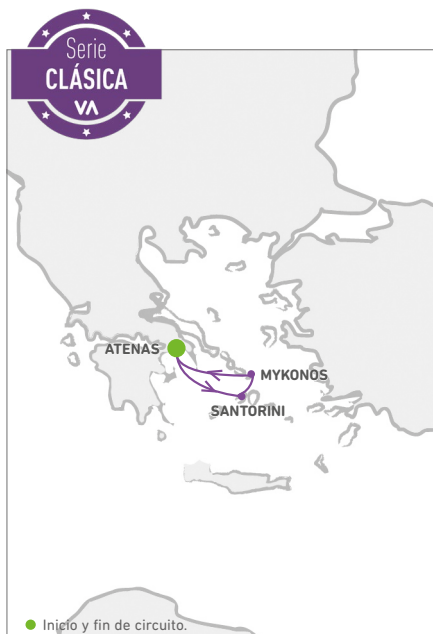 Serie
CLÁSICA
VA
ATENAS
MYKONOS
SANTORINI
Inicio y fin de circuito.